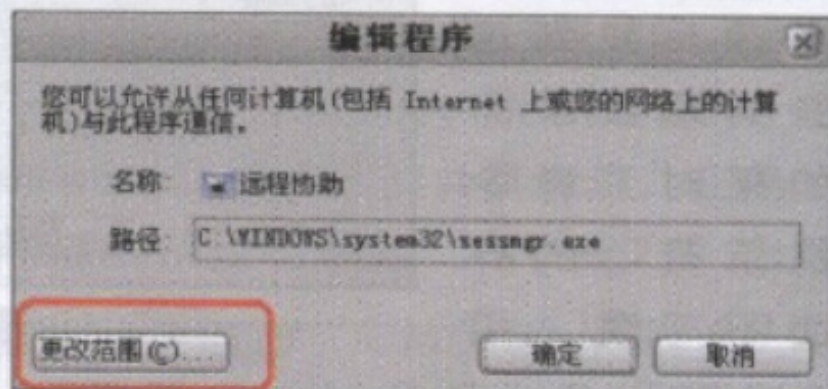 编辑程序
您可以允许从任何计算机(包括 Internet 上或您的网络上的计算
机)与此程序通信。
名称: 远程协助
路径: C:\WINDOWS\system32\sessmgr.exe
更改范围(C)...
确定
取消